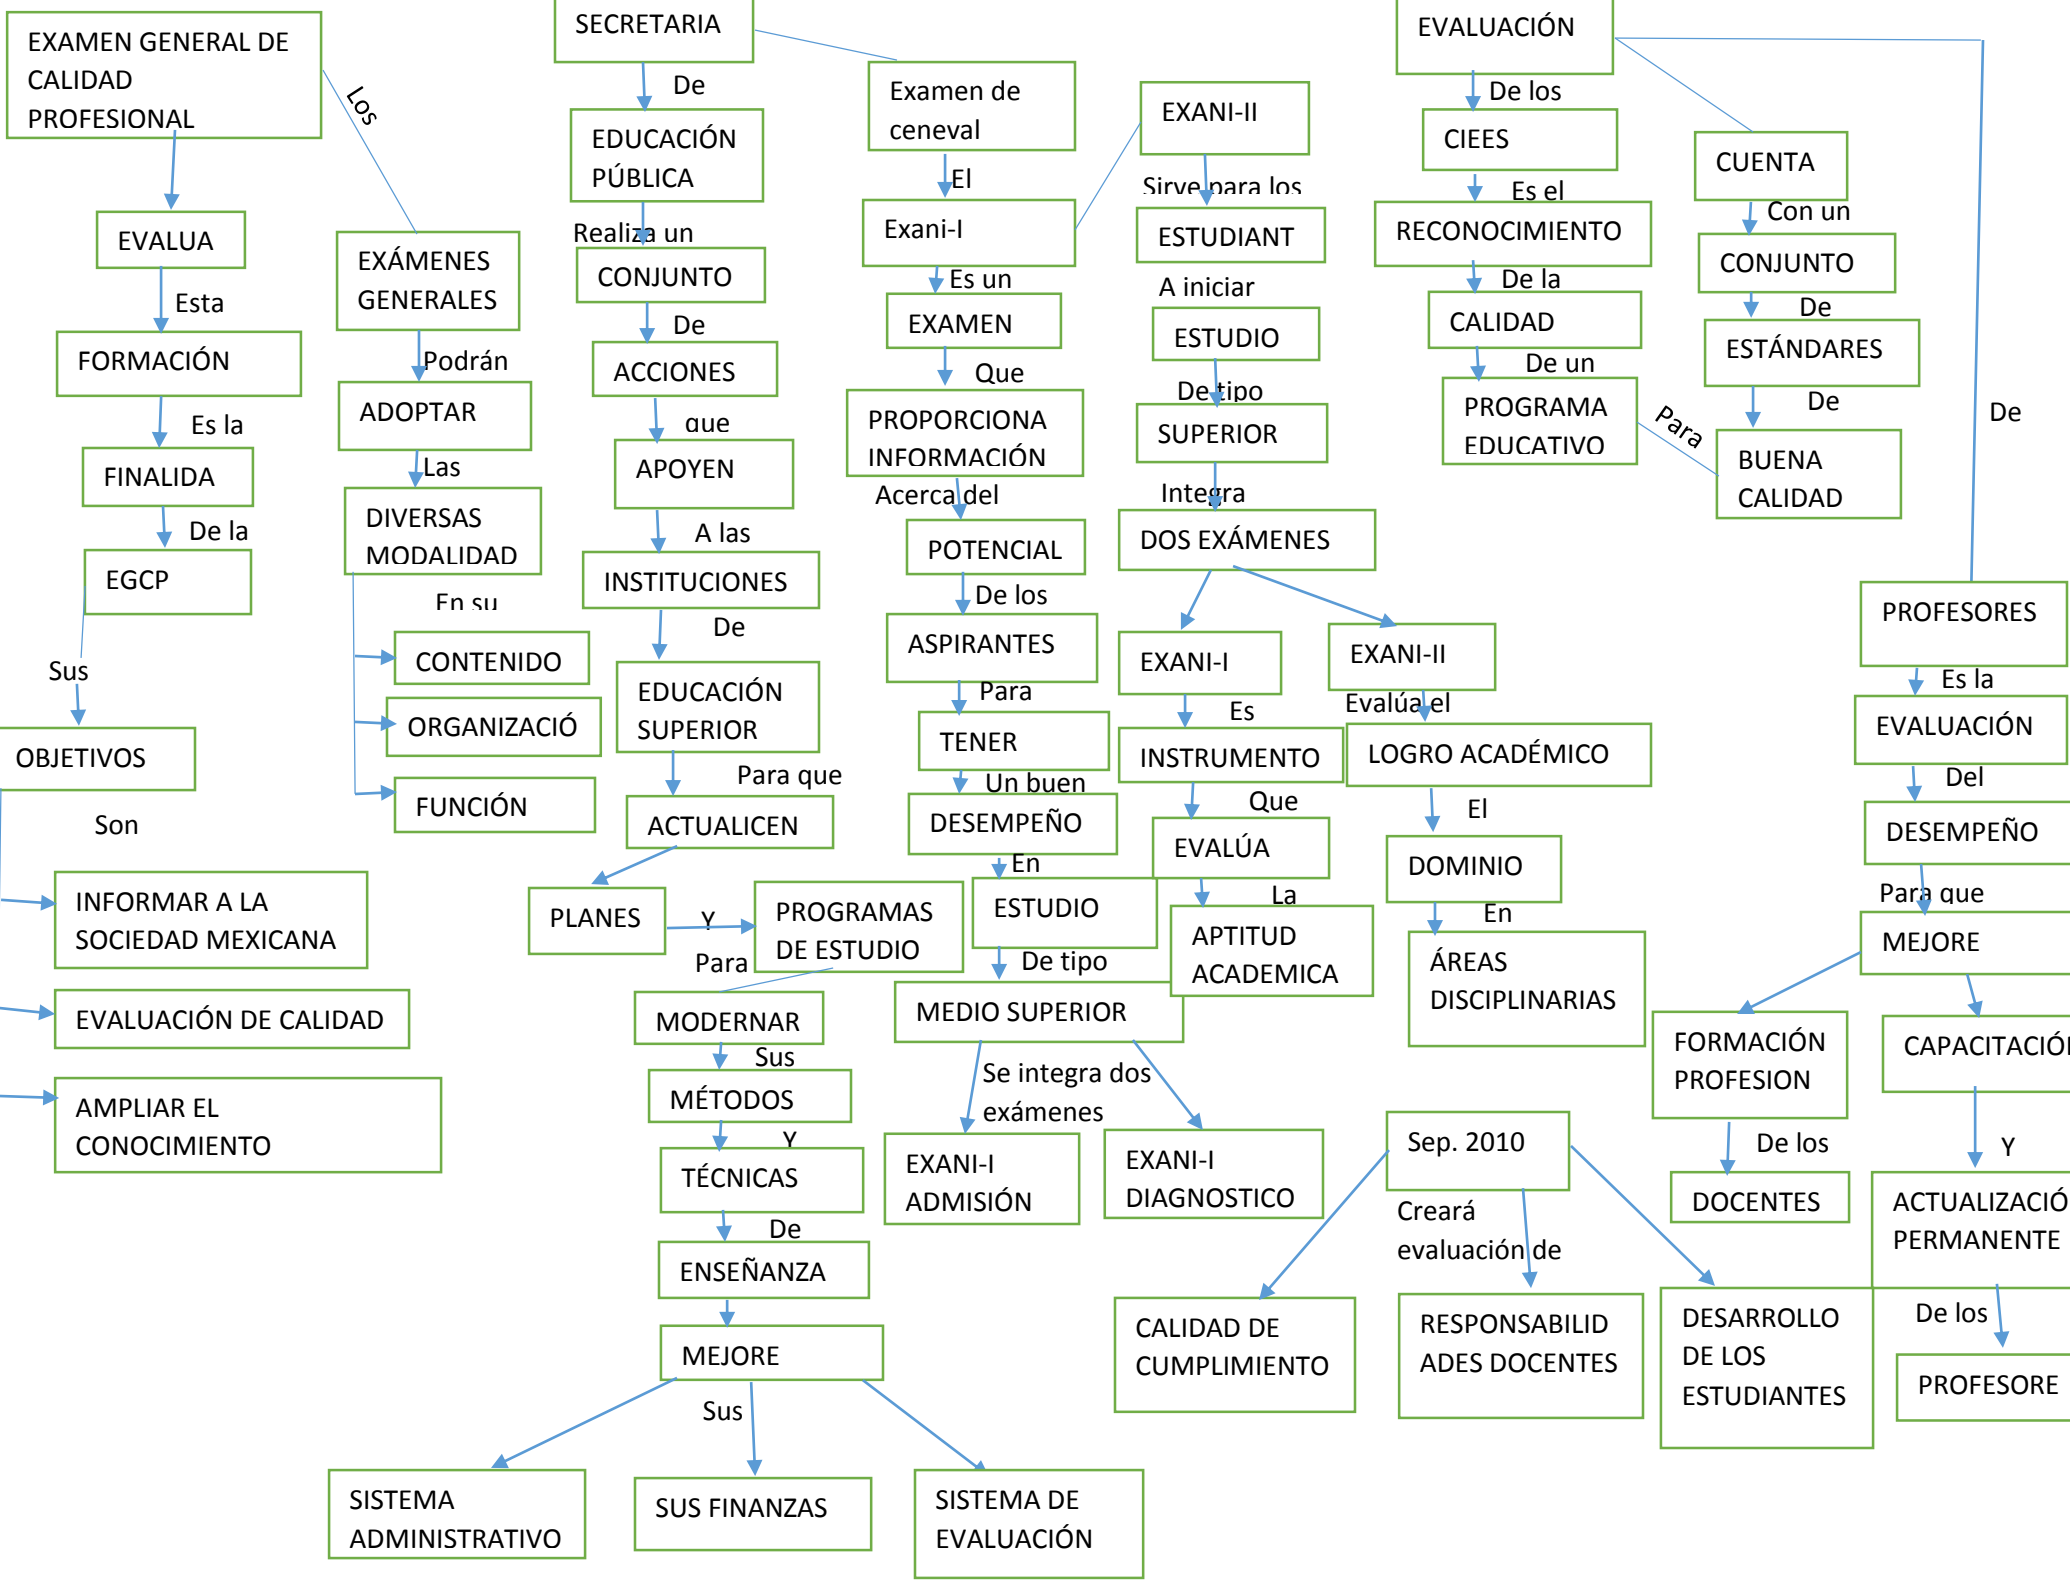 EXAMEN GENERAL DE
CALIDAD
PROFESIONAL
Los
EVALUA
Esta
FORMACIÓN
Es la
FINALIDA
De la
EGCP
Sus
OBJETIVOS
Son
INFORMAR A LA
SOCIEDAD MEXICANA
EVALUACIÓN DE CALIDAD
AMPLIAR EL
CONOCIMIENTO
EXÁMENES
GENERALES
Podrán
ADOPTAR
Las
DIVERSAS
MODALIDAD
En su
CONTENIDO
ORGANIZACIÓ
FUNCIÓN
SECRETARIA
De
EDUCACIÓN
PÚBLICA
Realiza un
CONJUNTO
De
ACCIONES
que
APOYEN
A las
INSTITUCIONES
De
EDUCACIÓN
SUPERIOR
Para que
ACTUALICEN
PLANES
Y
PROGRAMAS
DE ESTUDIO
Para
MODERNAR
Sus
MÉTODOS
Y
TÉCNICAS
De
ENSEÑANZA
MEJORE
Sus
SISTEMA
ADMINISTRATIVO
SUS FINANZAS
SISTEMA DE
EVALUACIÓN
Examen de
ceneval
El
Exani-I
Es un
EXAMEN
Que
PROPORCIONA
INFORMACIÓN
Acerca del
POTENCIAL
De los
ASPIRANTES
Para
TENER
Un buen
DESEMPEÑO
En
ESTUDIO
De tipo
MEDIO SUPERIOR
Se integra dos
exámenes
EXANI-I
ADMISIÓN
EXANI-I
DIAGNOSTICO
EXANI-II
Sirve para los
ESTUDIANT
A iniciar
ESTUDIO
De tipo
SUPERIOR
Integra
DOS EXÁMENES
EXANI-I
Es
INSTRUMENTO
Que
EVALÚA
La
APTITUD
ACADEMICA
EXANI-II
Evalúa el
LOGRO ACADÉMICO
El
DOMINIO
En
ÁREAS
DISCIPLINARIAS
EVALUACIÓN
De los
CIEES
Es el
RECONOCIMIENTO
De la
CALIDAD
De un
PROGRAMA
EDUCATIVO
Para
CUENTA
Con un
CONJUNTO
De
ESTÁNDARES
De
BUENA
CALIDAD
De
PROFESORES
Es la
EVALUACIÓN
Del
DESEMPEÑO
Para que
MEJORE
FORMACIÓN
PROFESION
De los
DOCENTES
CAPACITACIÓN
Y
ACTUALIZACIÓ
PERMANENTE
De los
PROFESORE
Sep. 2010
Creará
evaluación de
CALIDAD DE
CUMPLIMIENTO
RESPONSABILID
ADES DOCENTES
DESARROLLO
DE LOS
ESTUDIANTES